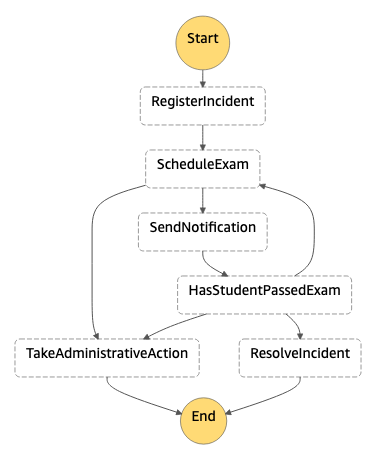 Start
RegisterIncident
ScheduleExam
SendNotification
HasStudentPassedExam
TakeAdministrativeAction
ResolveIncident
End